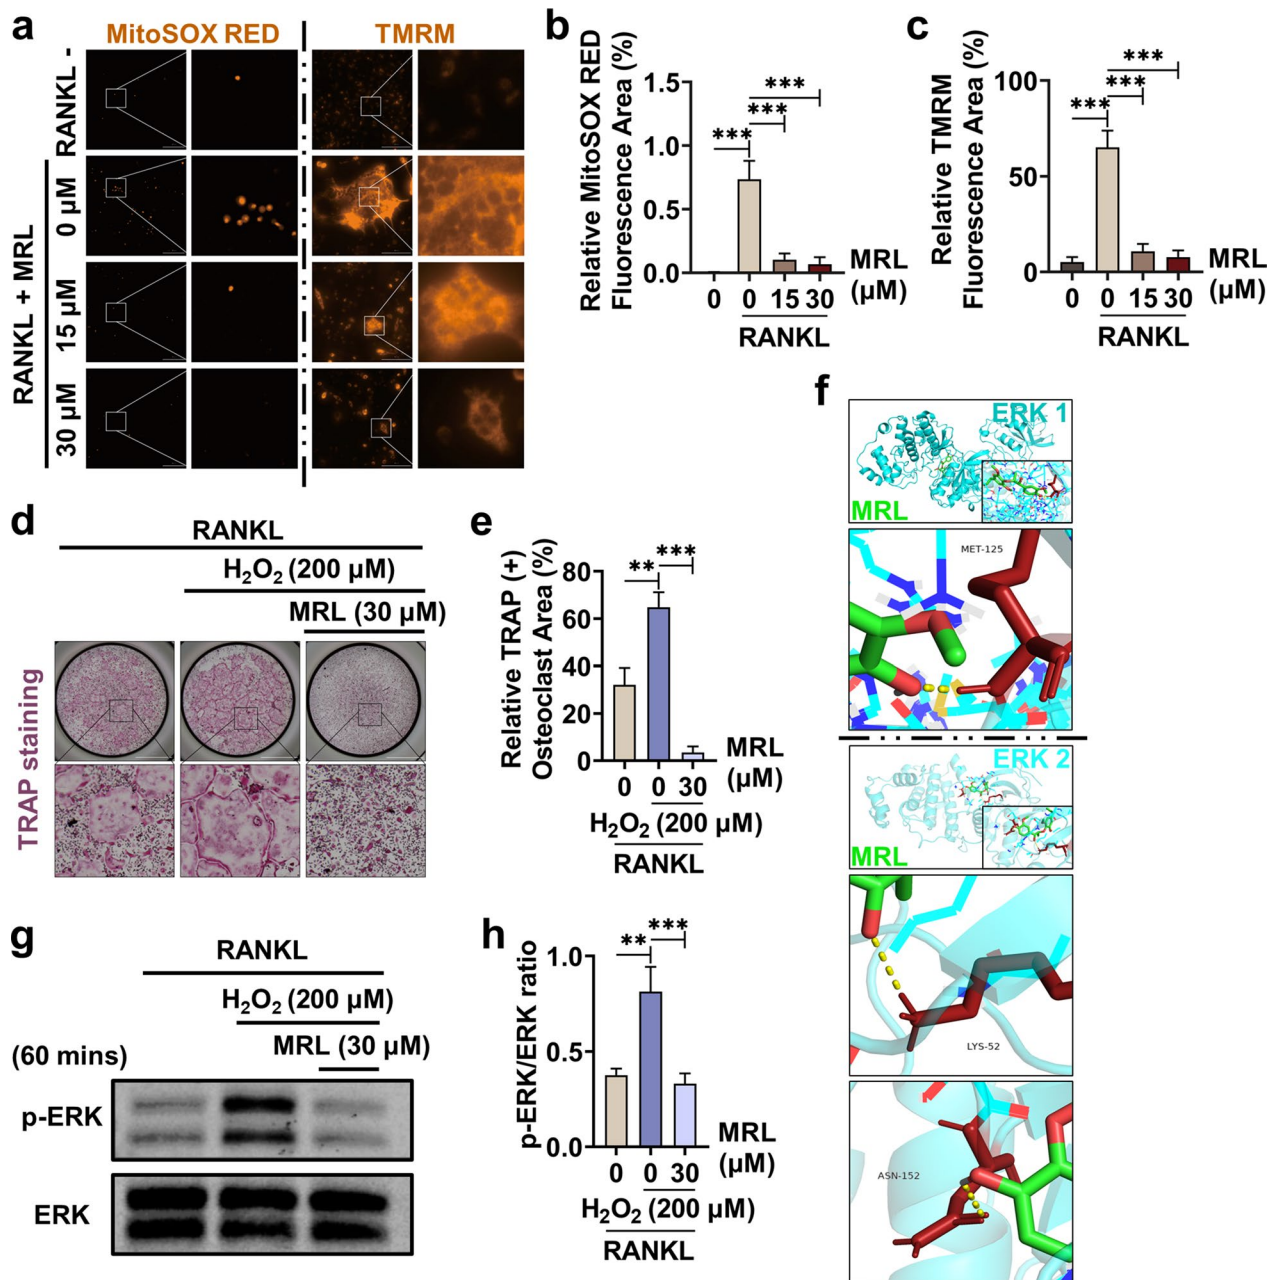 a
MitoSOX RED
TMRM
RANKL -
RANKL + MRL
0 μM
15 μM
30 μM
b
Relative MitoSOX RED
Fluorescence Area (%)
1.5
1.0
0.5
0.0
***
***
***
0 0 15 30
MRL
(μM)
RANKL
c
Relative TMRM
Fluorescence Area (%)
100
50
0
***
***
***
0 0 15 30
MRL
(μM)
RANKL
d
RANKL
H₂O₂ (200 μM)
MRL (30 μM)
TRAP staining
e
Relative TRAP (+)
Osteoclast Area (%)
80
60
40
20
0
**
***
0 0 30
MRL
(μM)
H₂O₂ (200 μM)
RANKL
f
ERK 1
MRL
MET-125
ERK 2
MRL
LYS-52
ASN-152
g
RANKL
H₂O₂ (200 μM)
MRL (30 μM)
(60 mins)
p-ERK
ERK
h
p-ERK/ERK ratio
1.0
0.5
0.0
**
***
0 0 30
MRL
(μM)
H₂O₂ (200 μM)
RANKL